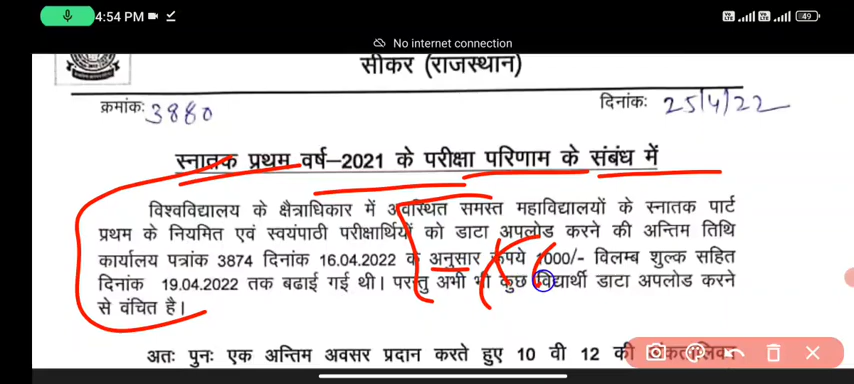 4:54 PM
49
No internet connection
सीकर (राजस्थान)
क्रमांक: 3880
दिनांक: 25/4/22
स्नातक प्रथम वर्ष–2021 के परीक्षा परिणाम के संबंध में
विश्वविद्यालय के क्षैत्राधिकार में अवस्थित समस्त महाविद्यालयों के स्नातक पार्ट
प्रथम के नियमित एवं स्वयंपाठी परीक्षार्थियों को डाटा अपलोड करने की अन्तिम तिथि
कार्यालय पत्रांक 3874 दिनांक 16.04.2022 के अनुसार रूपये 1000/- विलम्ब शुल्क सहित
दिनांक 19.04.2022 तक बढाई गई थी। परन्तु अभी भी कुछ विद्यार्थी डाटा अपलोड करने
से वंचित है।
अतः पुनः एक अन्तिम अवसर प्रदान करते हुए 10 वी 12 की